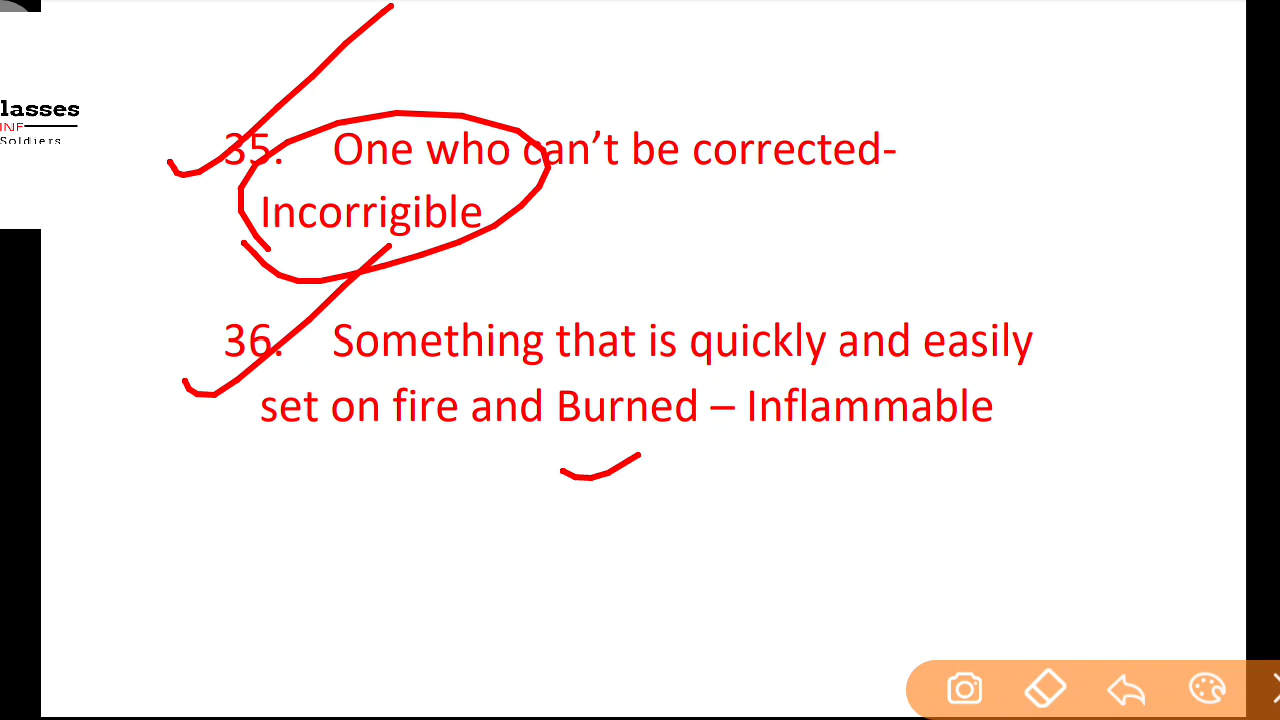 lasses
INF
Soldiers
35. One who can’t be corrected-
Incorrigible
36. Something that is quickly and easily
set on fire and Burned – Inflammable